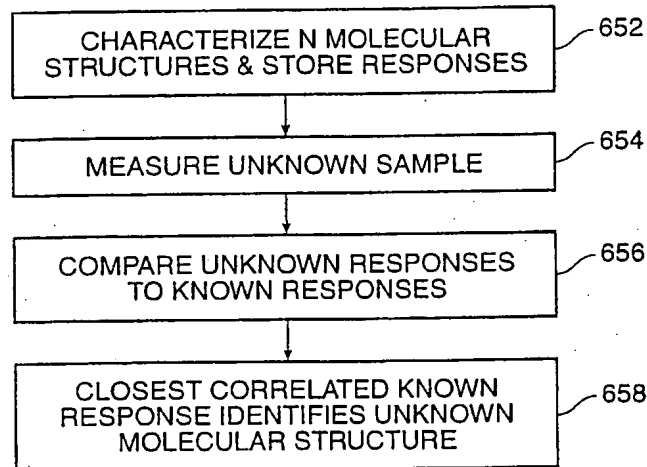 CHARACTERIZE N MOLECULAR
STRUCTURES & STORE RESPONSES
652
MEASURE UNKNOWN SAMPLE
654
COMPARE UNKNOWN RESPONSES
TO KNOWN RESPONSES
656
CLOSEST CORRELATED KNOWN
RESPONSE IDENTIFIES UNKNOWN
MOLECULAR STRUCTURE
658